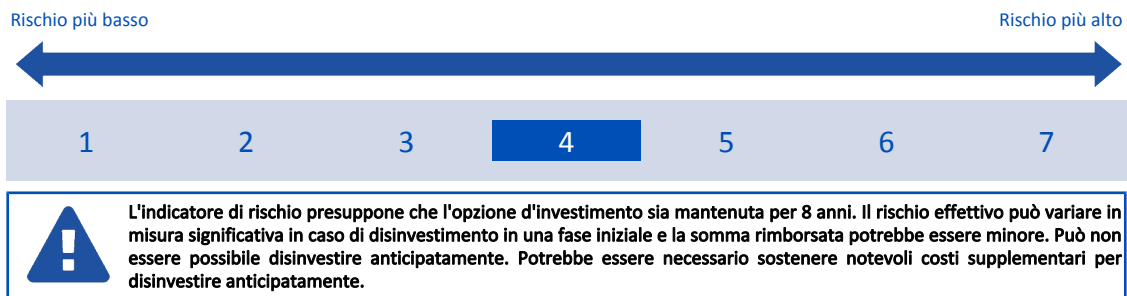 Rischio più basso Rischio più alto
1 2 3 4 5 6 7
L'indicatore di rischio presuppone che l'opzione d'investimento sia mantenuta per 8 anni. Il rischio effettivo può variare in
misura significativa in caso di disinvestimento in una fase iniziale e la somma rimborsata potrebbe essere minore. Può non
essere possibile disinvestire anticipatamente. Potrebbe essere necessario sostenere notevoli costi supplementari per
disinvestire anticipatamente.